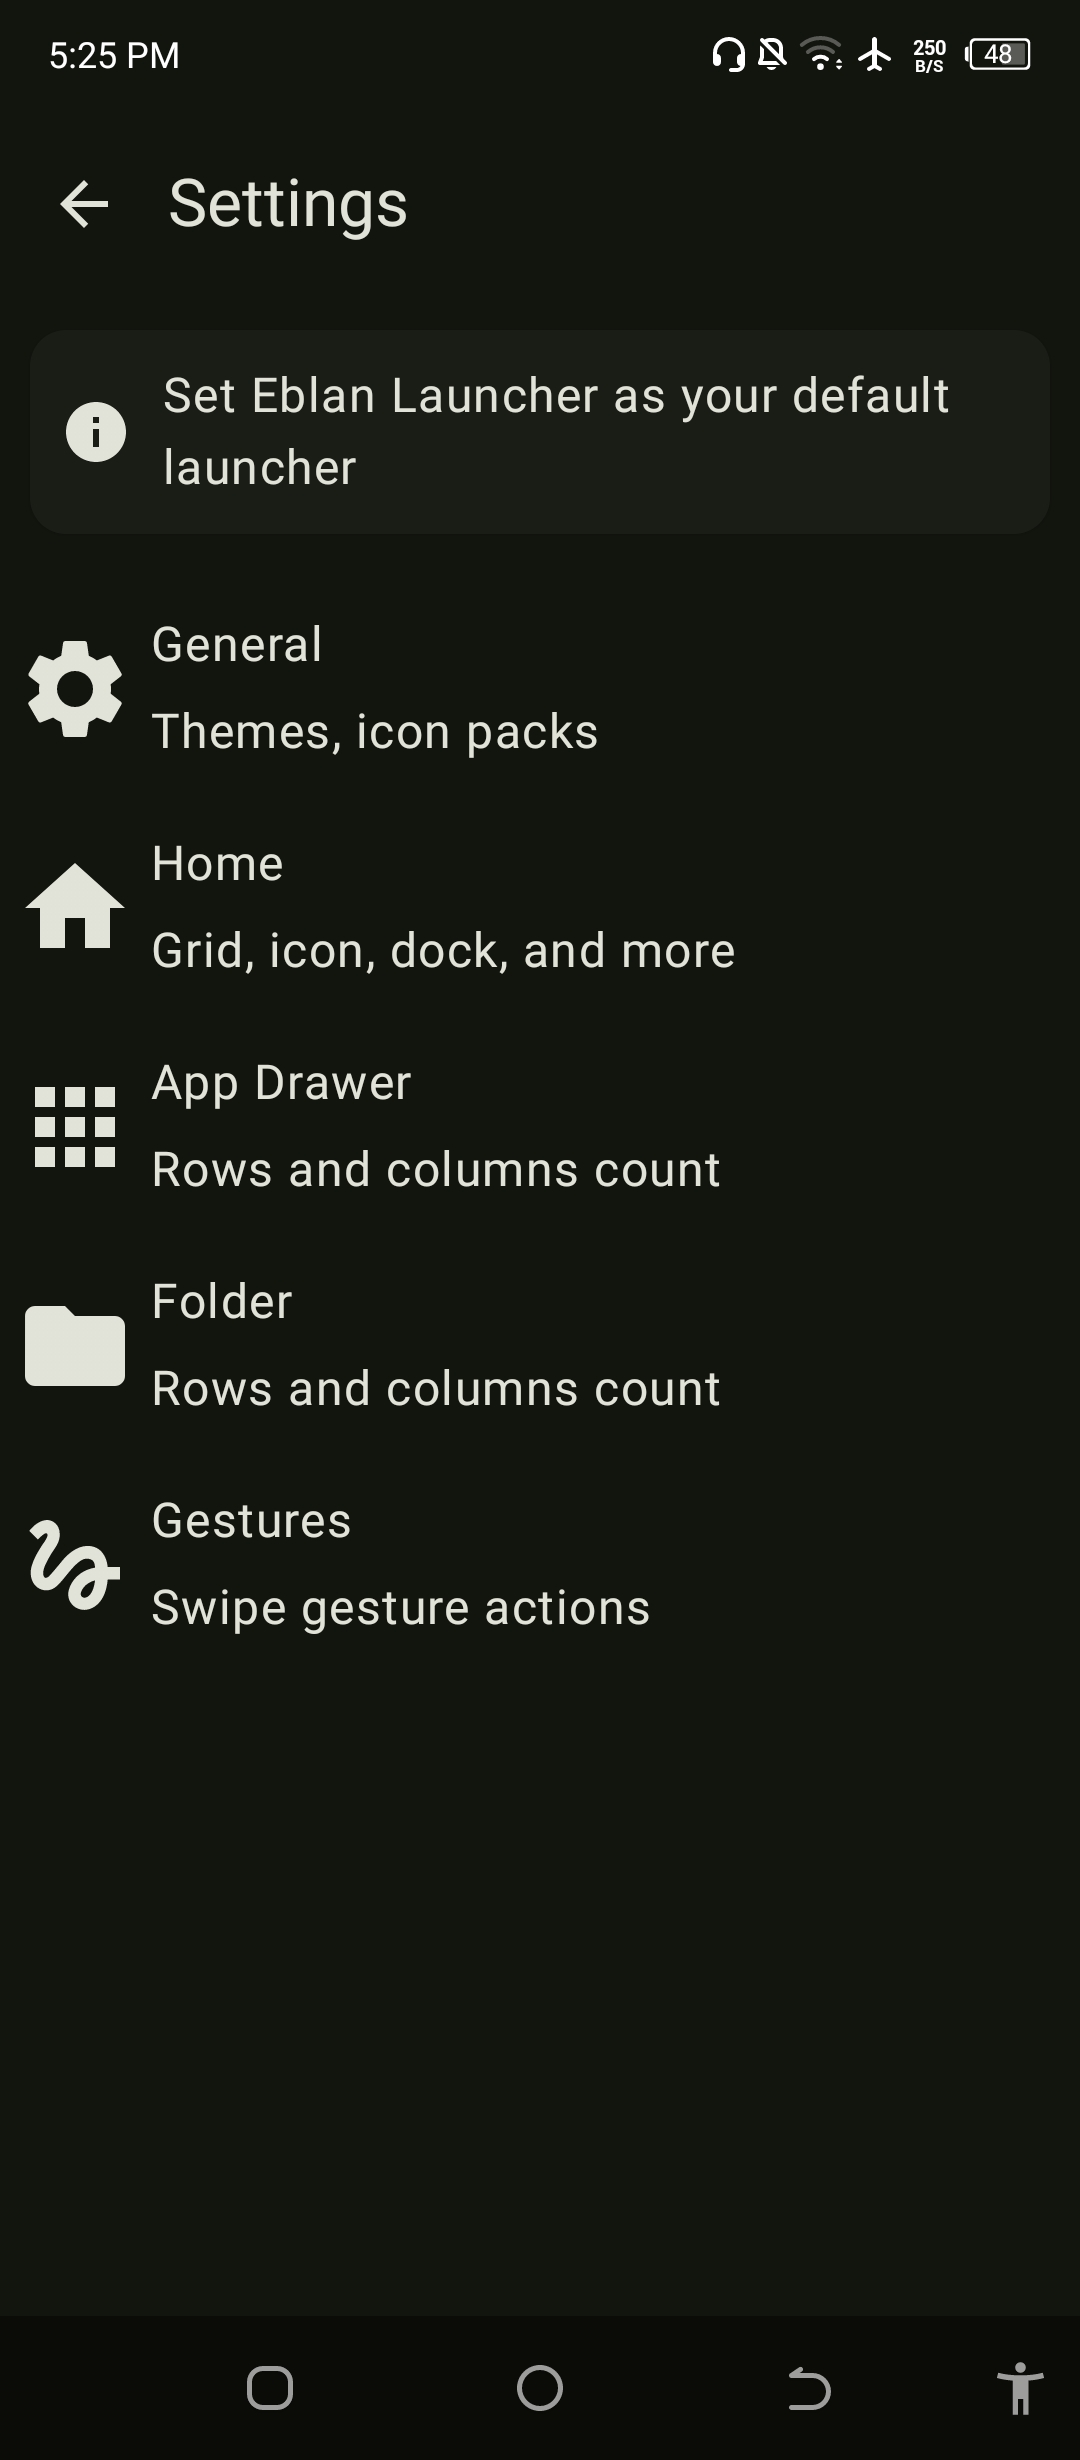 5:25 PM
250
B/S
48
Settings
Set Eblan Launcher as your default
launcher
General
Themes, icon packs
Home
Grid, icon, dock, and more
App Drawer
Rows and columns count
Folder
Rows and columns count
Gestures
Swipe gesture actions